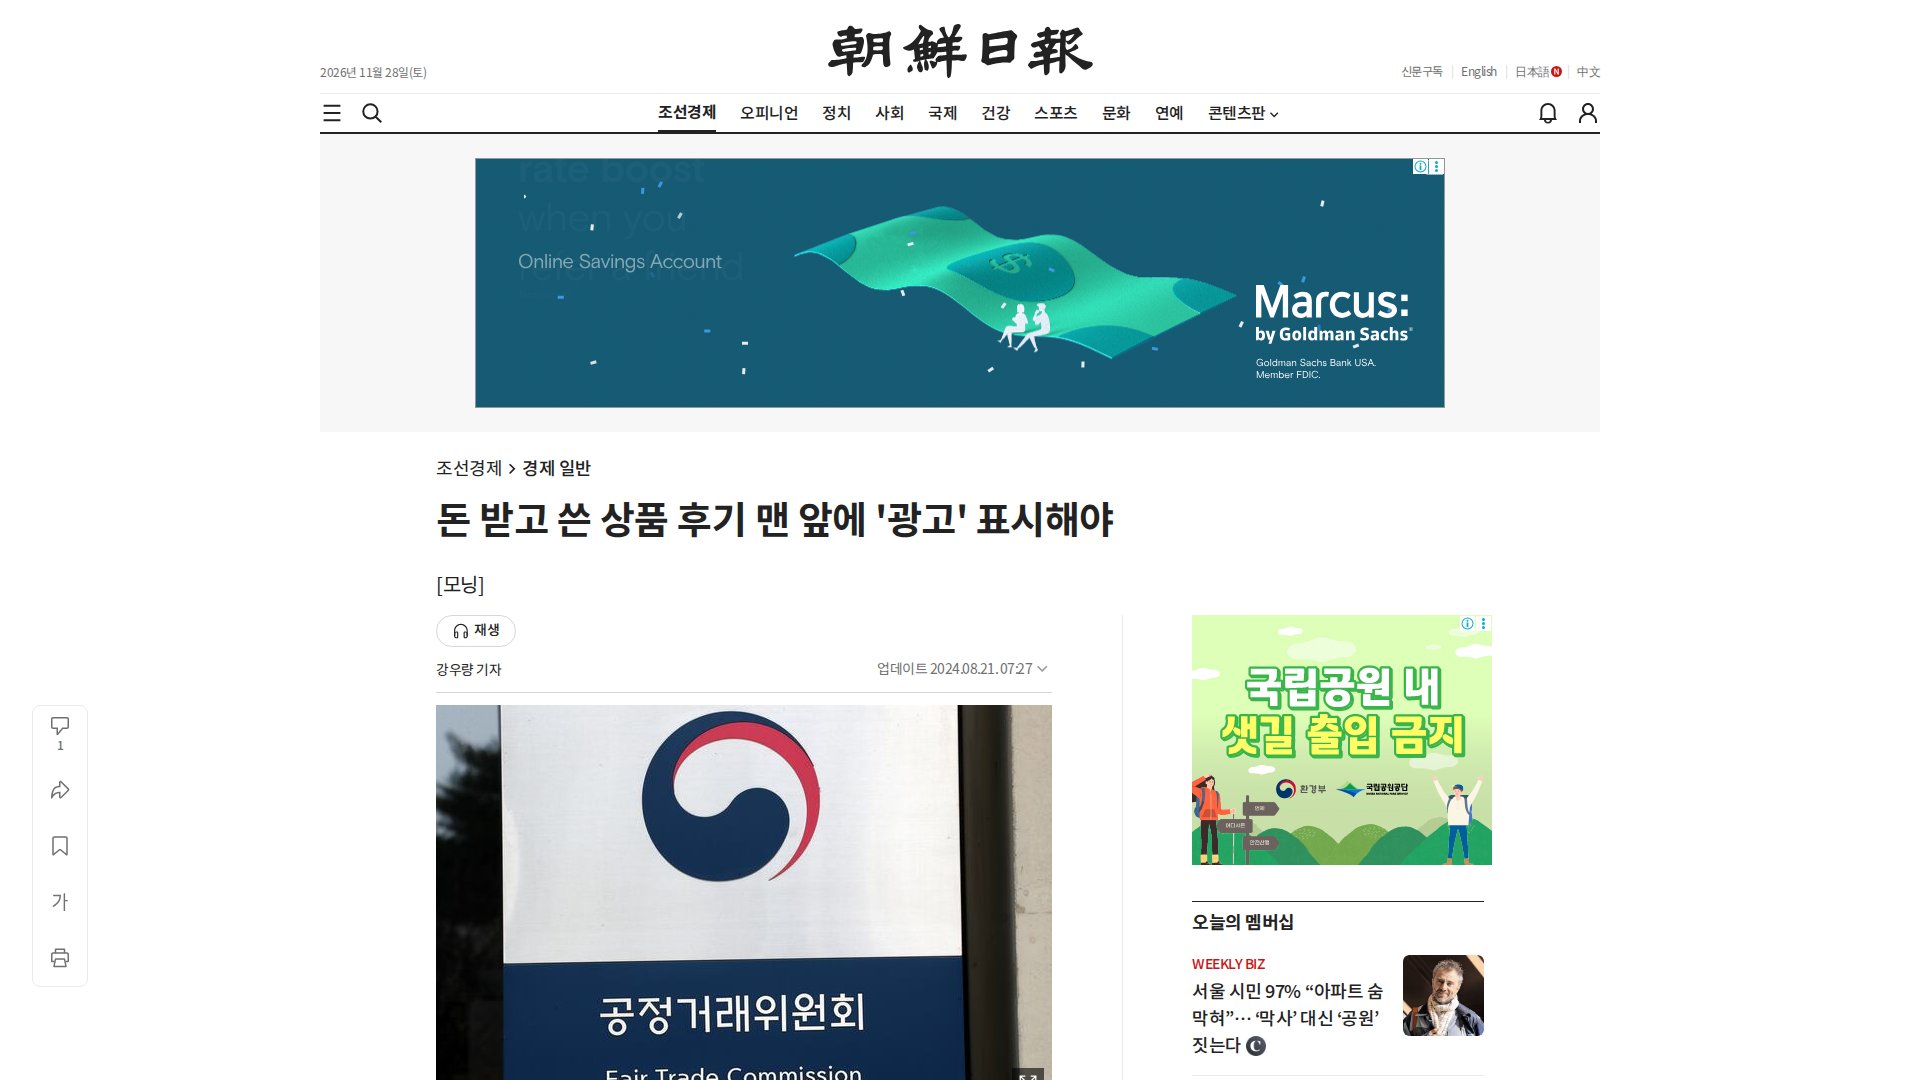 朝鮮日報
2026년 11월 28일(토)
신문구독
English
日本語 N
中文
조선경제
오피니언
정치
사회
국제
건강
스포츠
문화
연예
콘텐츠판
rate boost
when you
Online Savings Account
Marcus:
by Goldman Sachs
Goldman Sachs Bank USA.
Member FDIC.
조선경제 > 경제 일반
돈 받고 쓴 상품 후기 맨 앞에 '광고' 표시해야
[모닝]
재생
강우량 기자
업데이트 2024.08.21. 07:27
공정거래위원회
Fair Trade Commission
1
가
국립공원 내
샛길 출입 금지
환경부
국립공원공단
오늘의 멤버십
WEEKLY BIZ
서울 시민 97% “아파트 숨
막혀”… ‘막사’ 대신 ‘공원’
짓는다 C